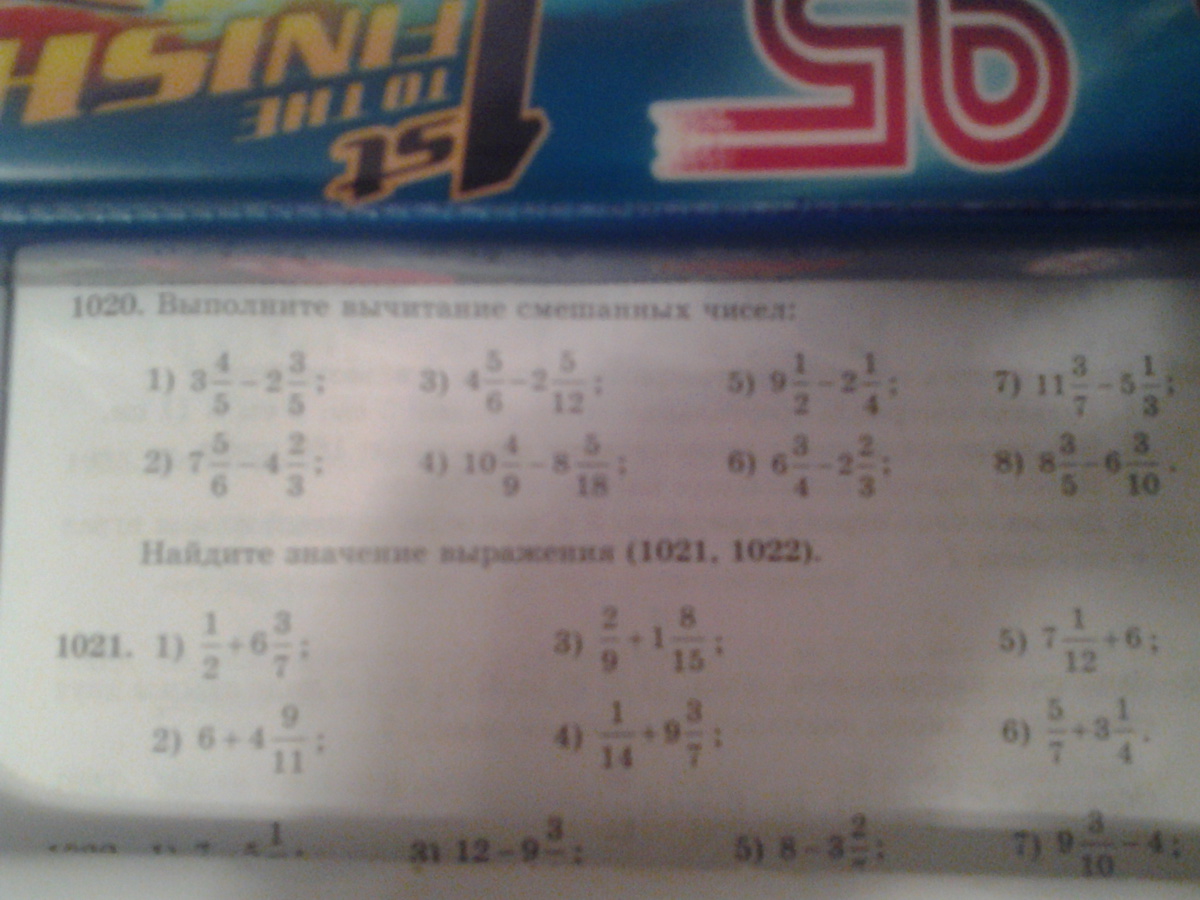 FINISH
TO THE
1st
95
1020. Выполните вычитание смешанных чисел:
1) 3 4/5 − 2 3/5; 3) 4 5/6 − 2 5/12; 5) 9 1/2 − 2 1/4; 7) 11 3/7 − 5 1/3;
2) 7 5/6 − 4 2/3; 4) 10 4/9 − 8 5/18; 6) 6 3/4 − 2 2/3; 8) 8 3/5 − 6 3/10.
Найдите значение выражения (1021, 1022).
1021. 1) 1/2 + 6 3/7; 3) 2/9 + 1 8/15; 5) 7 1/12 + 6;
2) 6 + 4 9/11; 4) 1/14 + 9 3/7; 6) 5/7 + 3 1/4.
3) 12 − 9 5) 8 − 3 7) 9 3/10 − 4;